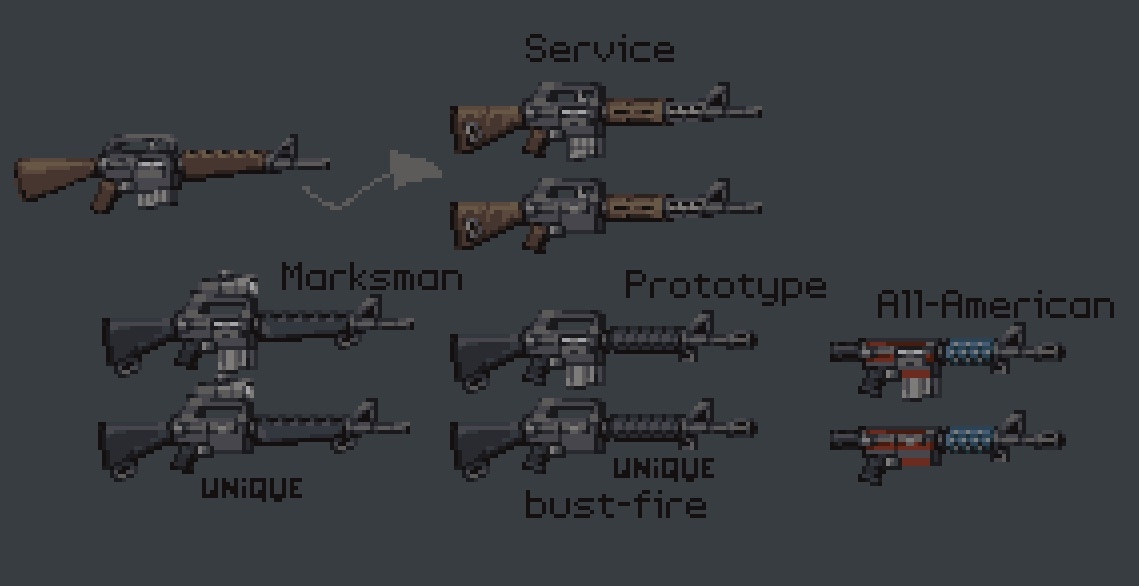 Service
Marksman
Prototype
All-American
UNiQUE
UNiQUE
bust-fire